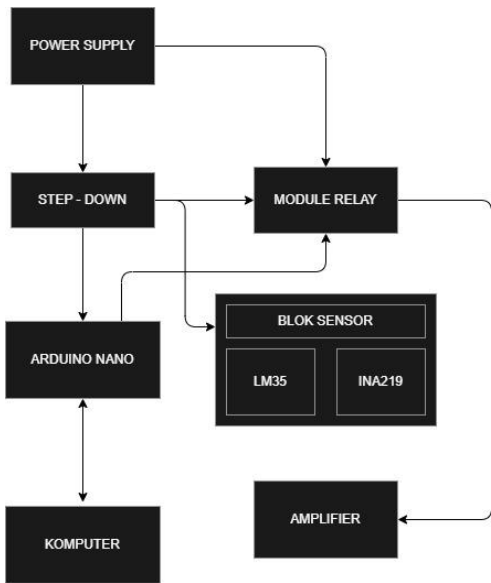 POWER SUPPLY
STEP - DOWN
MODULE RELAY
BLOK SENSOR
ARDUINO NANO
LM35
INA219
AMPLIFIER
KOMPUTER